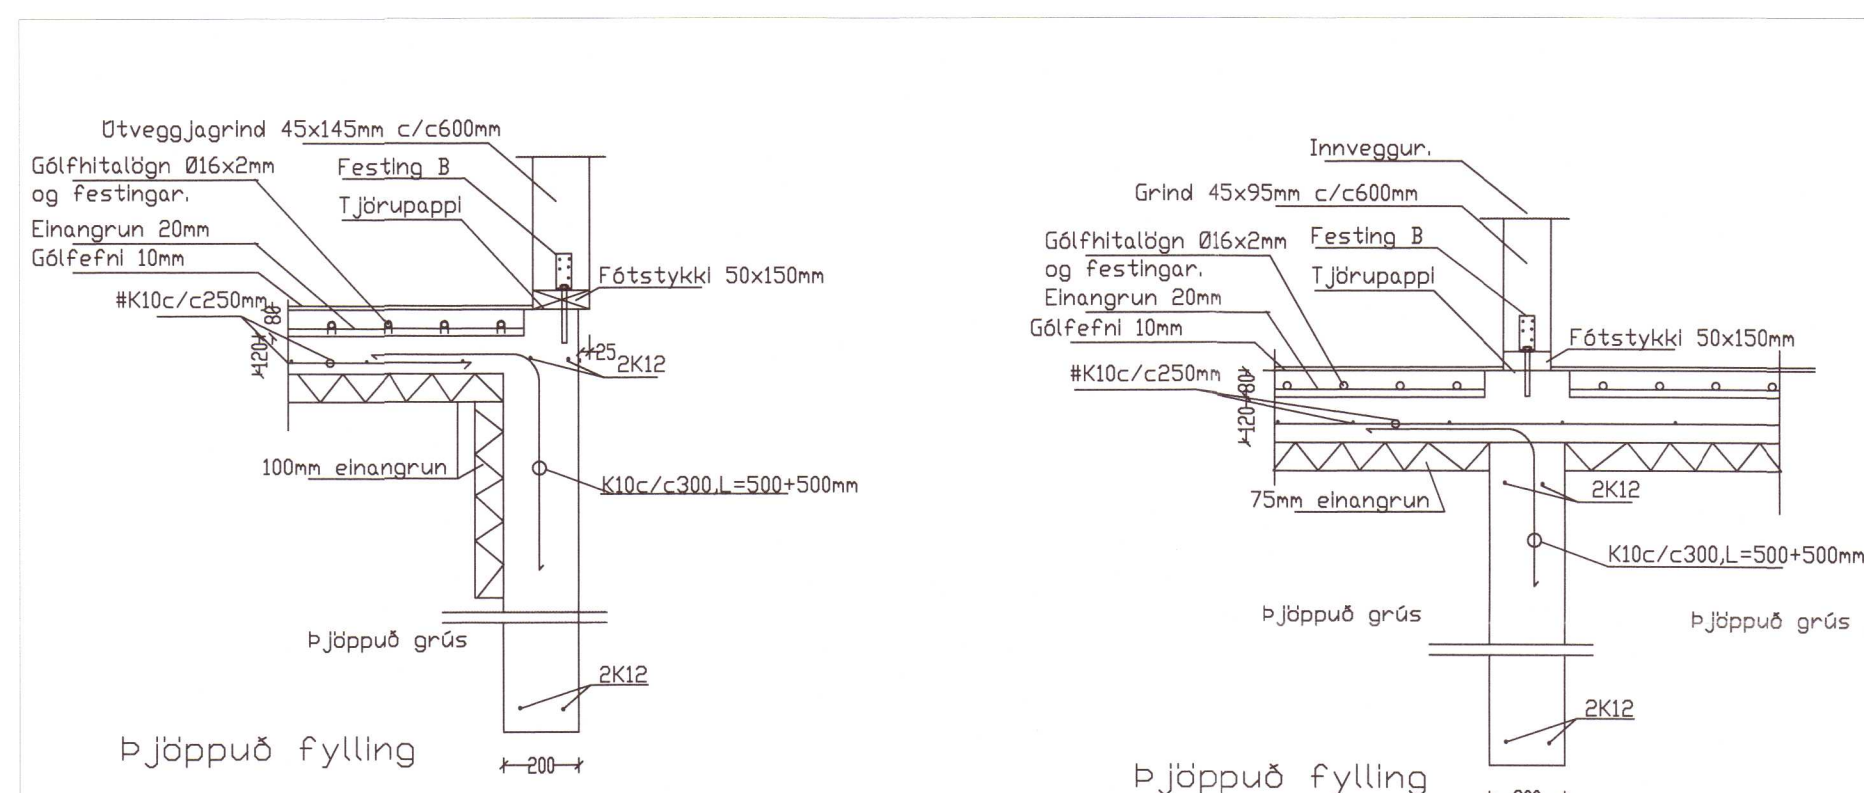 Útveggjagrind 45x145mm c/c600mm
Gólfhitalögn Ø16x2mm
og festingar.
Festing B
Tjörupappi
Einangrun 20mm
Gólfefni 10mm
Fótstykki 50x150mm
#K10c/c250mm
80
120
25
2K12
100mm einangrun
K10c/c300,L=500+500mm
Þjöppuð grús
2K12
Þjöppuð fylling
200
Innveggur.
Grind 45x95mm c/c600mm
Gólfhitalögn Ø16x2mm
og festingar.
Festing B
Tjörupappi
Einangrun 20mm
Gólfefni 10mm
Fótstykki 50x150mm
#K10c/c250mm
80
120
75mm einangrun
2K12
K10c/c300,L=500+500mm
Þjöppuð grús
Þjöppuð grús
2K12
Þjöppuð fylling